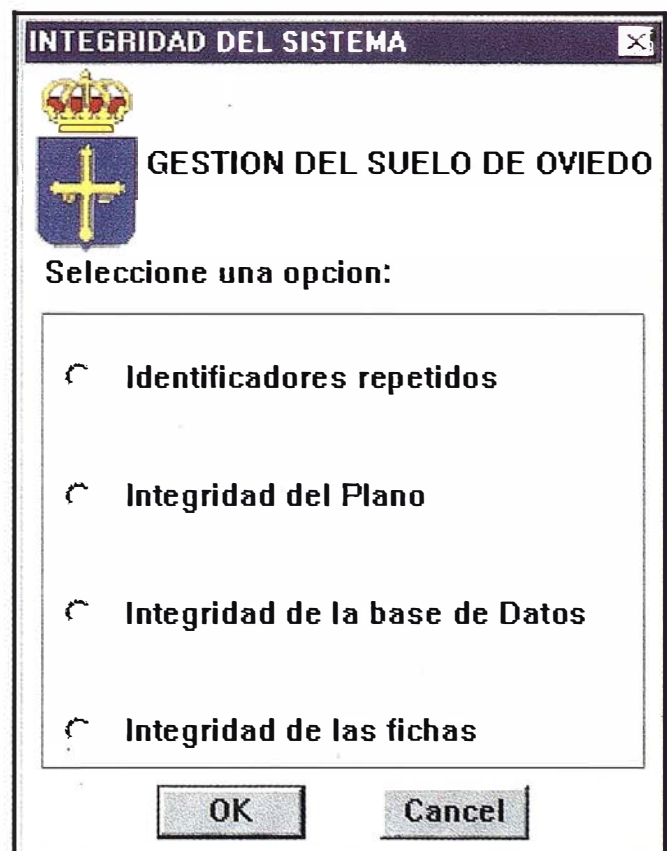 INTEGRIDAD DEL SISTEMA
GESTION DEL SUELO DE OVIEDO
Seleccione una opcion:
Identificadores repetidos
Integridad del Plano
Integridad de la base de Datos
Integridad de las fichas
OK Cancel